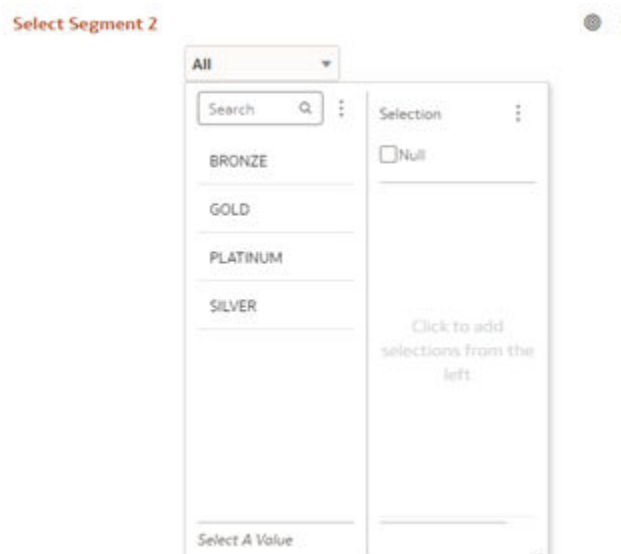 Select Segment 2
All
Search
BRONZE
GOLD
PLATINUM
SILVER
Select A Value
Selection
Null
Click to add
selections from the
left.